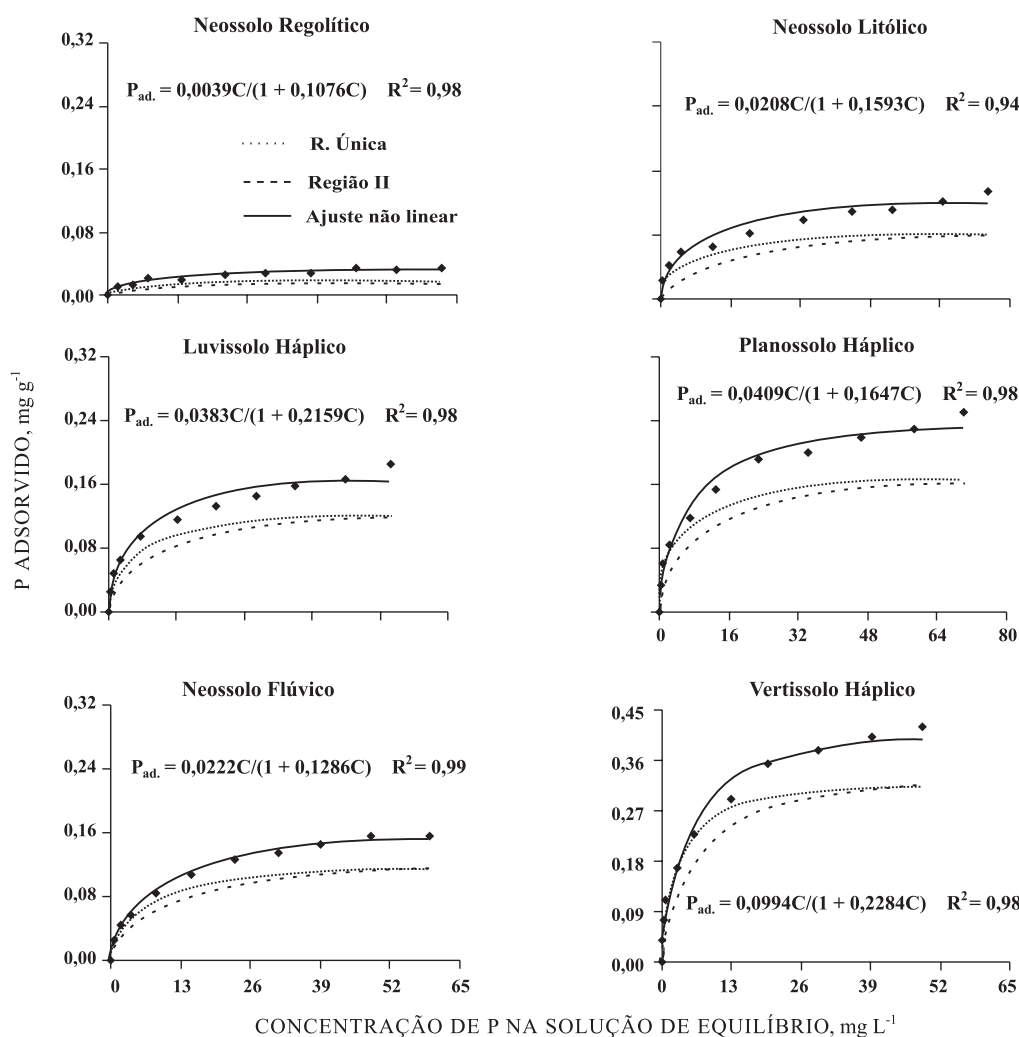 Neossolo Regolítico
0,32
0,24
0,16
0,08
0,00
P_ad. = 0,0039C/(1 + 0,1076C) R² = 0,98
R. Única
Região II
Ajuste não linear
Neossolo Litólico
P_ad. = 0,0208C/(1 + 0,1593C) R² = 0,94
Luvissolo Háplico
0,32
0,24
0,16
0,08
0,00
P_ad. = 0,0383C/(1 + 0,2159C) R² = 0,98
Planossolo Háplico
P_ad. = 0,0409C/(1 + 0,1647C) R² = 0,98
0 16 32 48 64 80
P ADSORVIDO, mg g⁻¹
Neossolo Flúvico
0,32
0,24
0,16
0,08
0,00
P_ad. = 0,0222C/(1 + 0,1286C) R² = 0,99
0 13 26 39 52 65
Vertissolo Háplico
0,45
0,36
0,27
0,18
0,09
0,00
P_ad. = 0,0994C/(1 + 0,2284C) R² = 0,98
0 13 26 39 52 65
CONCENTRAÇÃO DE P NA SOLUÇÃO DE EQUILÍBRIO, mg L⁻¹